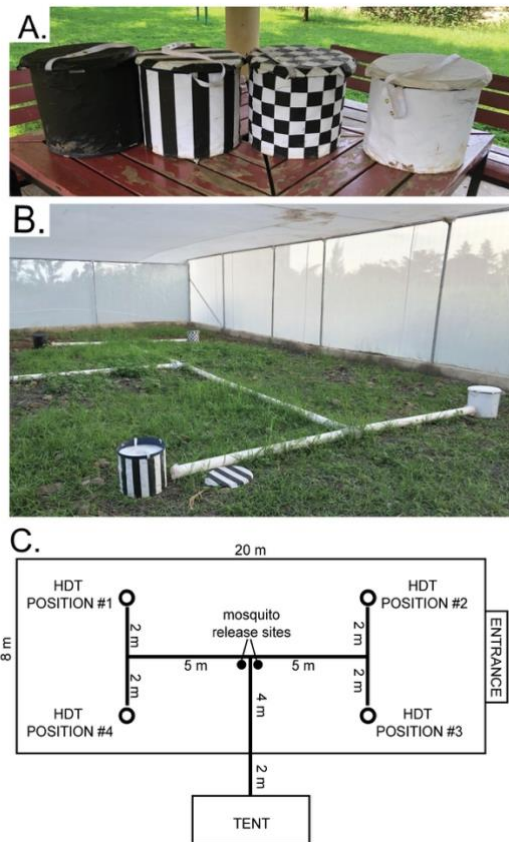 A.
B.
C.
20 m
HDT
POSITION #1
HDT
POSITION #2
mosquito
release sites
8 m
2 m
2 m
5 m
5 m
2 m
2 m
4 m
ENTRANCE
HDT
POSITION #4
HDT
POSITION #3
2 m
TENT